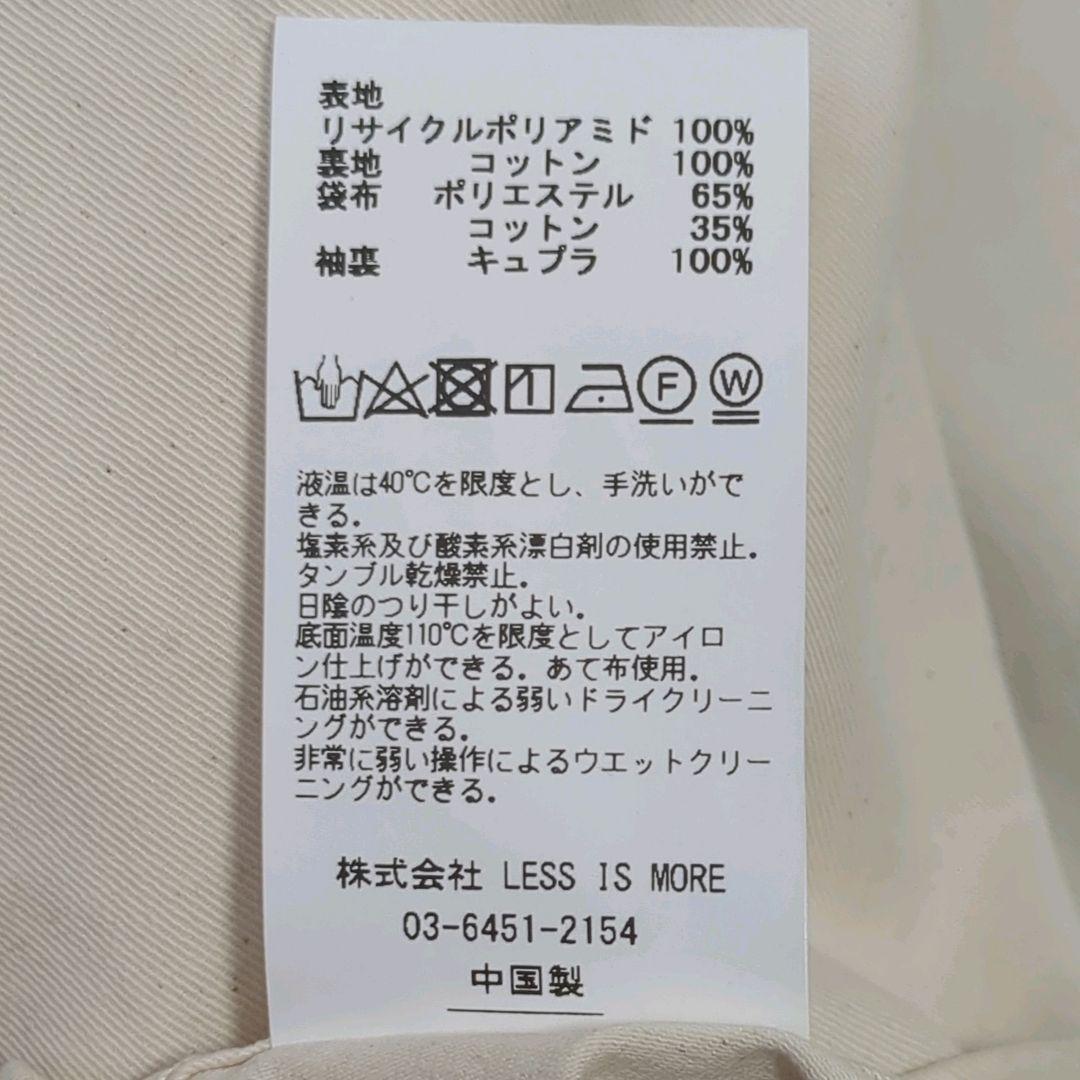 表地
リサイクルポリアミド 100%
裏地 コットン 100%
袋布 ポリエステル 65%
コットン 35%
袖裏 キュプラ 100%
F W
液温は40℃を限度とし、手洗いがで
きる。
塩素系及び酸素系漂白剤の使用禁止。
タンブル乾燥禁止。
日陰のつり干しがよい。
底面温度110℃を限度としてアイロ
ン仕上げができる。あて布使用。
石油系溶剤による弱いドライクリーニ
ングができる。
非常に弱い操作によるウエットクリー
ニングができる。
株式会社 LESS IS MORE
03-6451-2154
中国製